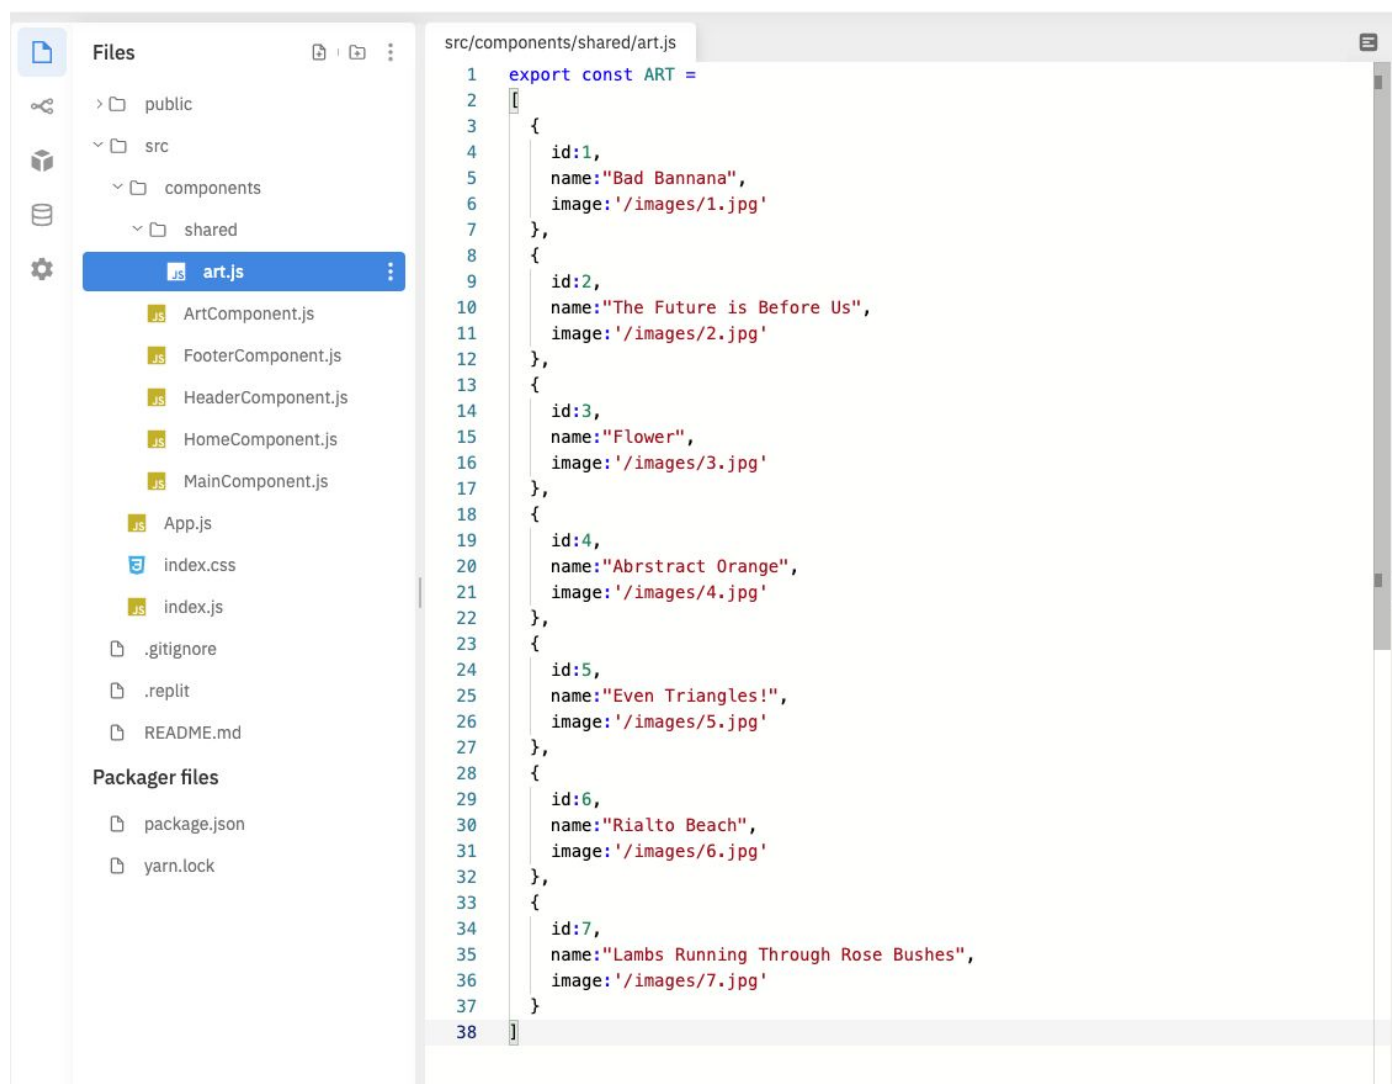 Files
public
src
components
shared
art.js
ArtComponent.js
FooterComponent.js
HeaderComponent.js
HomeComponent.js
MainComponent.js
App.js
index.css
index.js
.gitignore
.replit
README.md
Packager files
package.json
yarn.lock
src/components/shared/art.js
1 export const ART =
2 [
3 {
4 id:1,
5 name:"Bad Bannana",
6 image:'/images/1.jpg'
7 },
8 {
9 id:2,
10 name:"The Future is Before Us",
11 image:'/images/2.jpg'
12 },
13 {
14 id:3,
15 name:"Flower",
16 image:'/images/3.jpg'
17 },
18 {
19 id:4,
20 name:"Abrstract Orange",
21 image:'/images/4.jpg'
22 },
23 {
24 id:5,
25 name:"Even Triangles!",
26 image:'/images/5.jpg'
27 },
28 {
29 id:6,
30 name:"Rialto Beach",
31 image:'/images/6.jpg'
32 },
33 {
34 id:7,
35 name:"Lambs Running Through Rose Bushes",
36 image:'/images/7.jpg'
37 }
38 ]